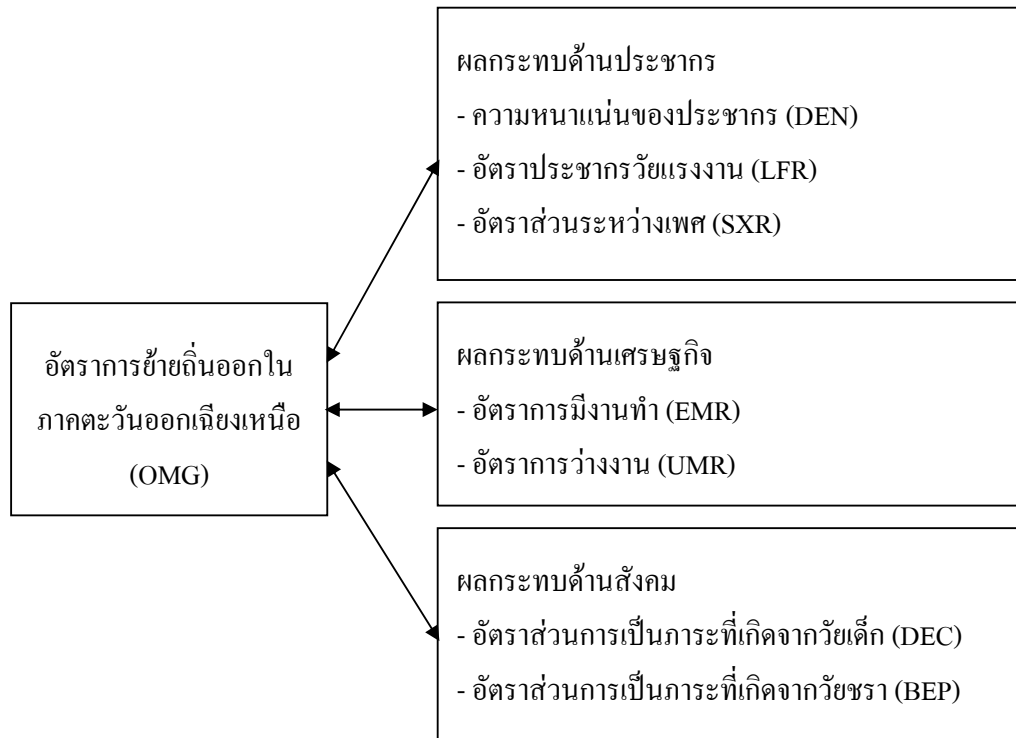 ผลกระทบด้านประชากร
- ความหนาแน่นของประชากร (DEN)
- อัตราประชากรวัยแรงงาน (LFR)
- อัตราส่วนระหว่างเพศ (SXR)
อัตราการย้ายถิ่นออกใน
ภาคตะวันออกเฉียงเหนือ
(OMG)
ผลกระทบด้านเศรษฐกิจ
- อัตราการมีงานทำ (EMR)
- อัตราการว่างงาน (UMR)
ผลกระทบด้านสังคม
- อัตราส่วนการเป็นภาระที่เกิดจากวัยเด็ก (DEC)
- อัตราส่วนการเป็นภาระที่เกิดจากวัยชรา (BEP)